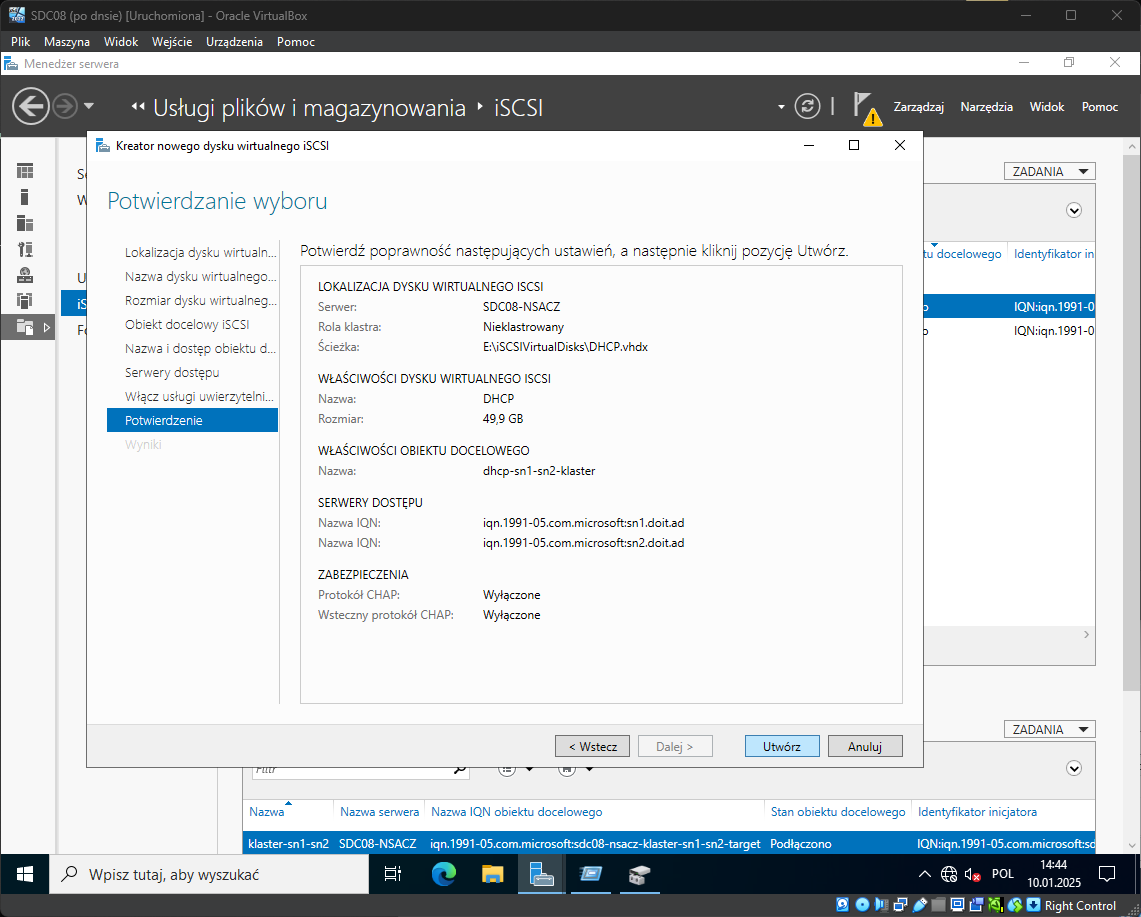 SDC08 (po dnsie) [Uruchomiona] - Oracle VirtualBox
Plik Maszyna Widok Wejście Urządzenia Pomoc
Menedżer serwera
Usługi plików i magazynowania iSCSI
Zarządzaj Narzędzia Widok Pomoc
Kreator nowego dysku wirtualnego iSCSI
ZADANIA
Potwierdzanie wyboru
Lokalizacja dysku wirtualn...
Nazwa dysku wirtualnego...
Rozmiar dysku wirtualneg...
Obiekt docelowy iSCSI
Nazwa i dostęp obiektu d...
Serwery dostępu
Włącz usługi uwierzytelni...
Potwierdzenie
Wyniki
Potwierdź poprawność następujących ustawień, a następnie kliknij pozycję Utwórz.
LOKALIZACJA DYSKU WIRTUALNEGO ISCSI
Serwer: SDC08-NSACZ
Rola klastra: Nieklastrowany
Ścieżka: E:\iSCSIVirtualDisks\DHCP.vhdx
WŁAŚCIWOŚCI DYSKU WIRTUALNEGO ISCSI
Nazwa: DHCP
Rozmiar: 49,9 GB
WŁAŚCIWOŚCI OBIEKTU DOCELOWEGO
Nazwa: dhcp-sn1-sn2-klaster
SERWERY DOSTĘPU
Nazwa IQN: iqn.1991-05.com.microsoft:sn1.doit.ad
Nazwa IQN: iqn.1991-05.com.microsoft:sn2.doit.ad
ZABEZPIECZENIA
Protokół CHAP: Wyłączone
Wsteczny protokół CHAP: Wyłączone
< Wstecz Dalej > Utwórz Anuluj
tu docelowego Identyfikator in
IQN:iqn.1991-0
IQN:iqn.1991-0
ZADANIA
Filtr
Nazwa Nazwa serwera Nazwa IQN obiektu docelowego Stan obiektu docelowego Identyfikator inicjatora
klaster-sn1-sn2 SDC08-NSACZ iqn.1991-05.com.microsoft:sdc08-nsacz-klaster-sn1-sn2-target Podłączono IQN:iqn.1991-05.com.microsoft:sd
Wpisz tutaj, aby wyszukać
POL
14:44
10.01.2025
Right Control